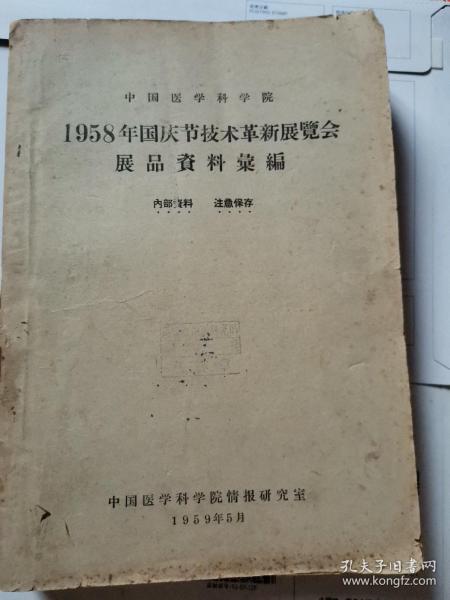 中国医学科学院
1958年国庆节技术革新展覽会
展品資料彙編
內部資料 注意保存
中国医学科学院情报研究室
1959年5月
孔夫子旧书网
www.kongfz.com